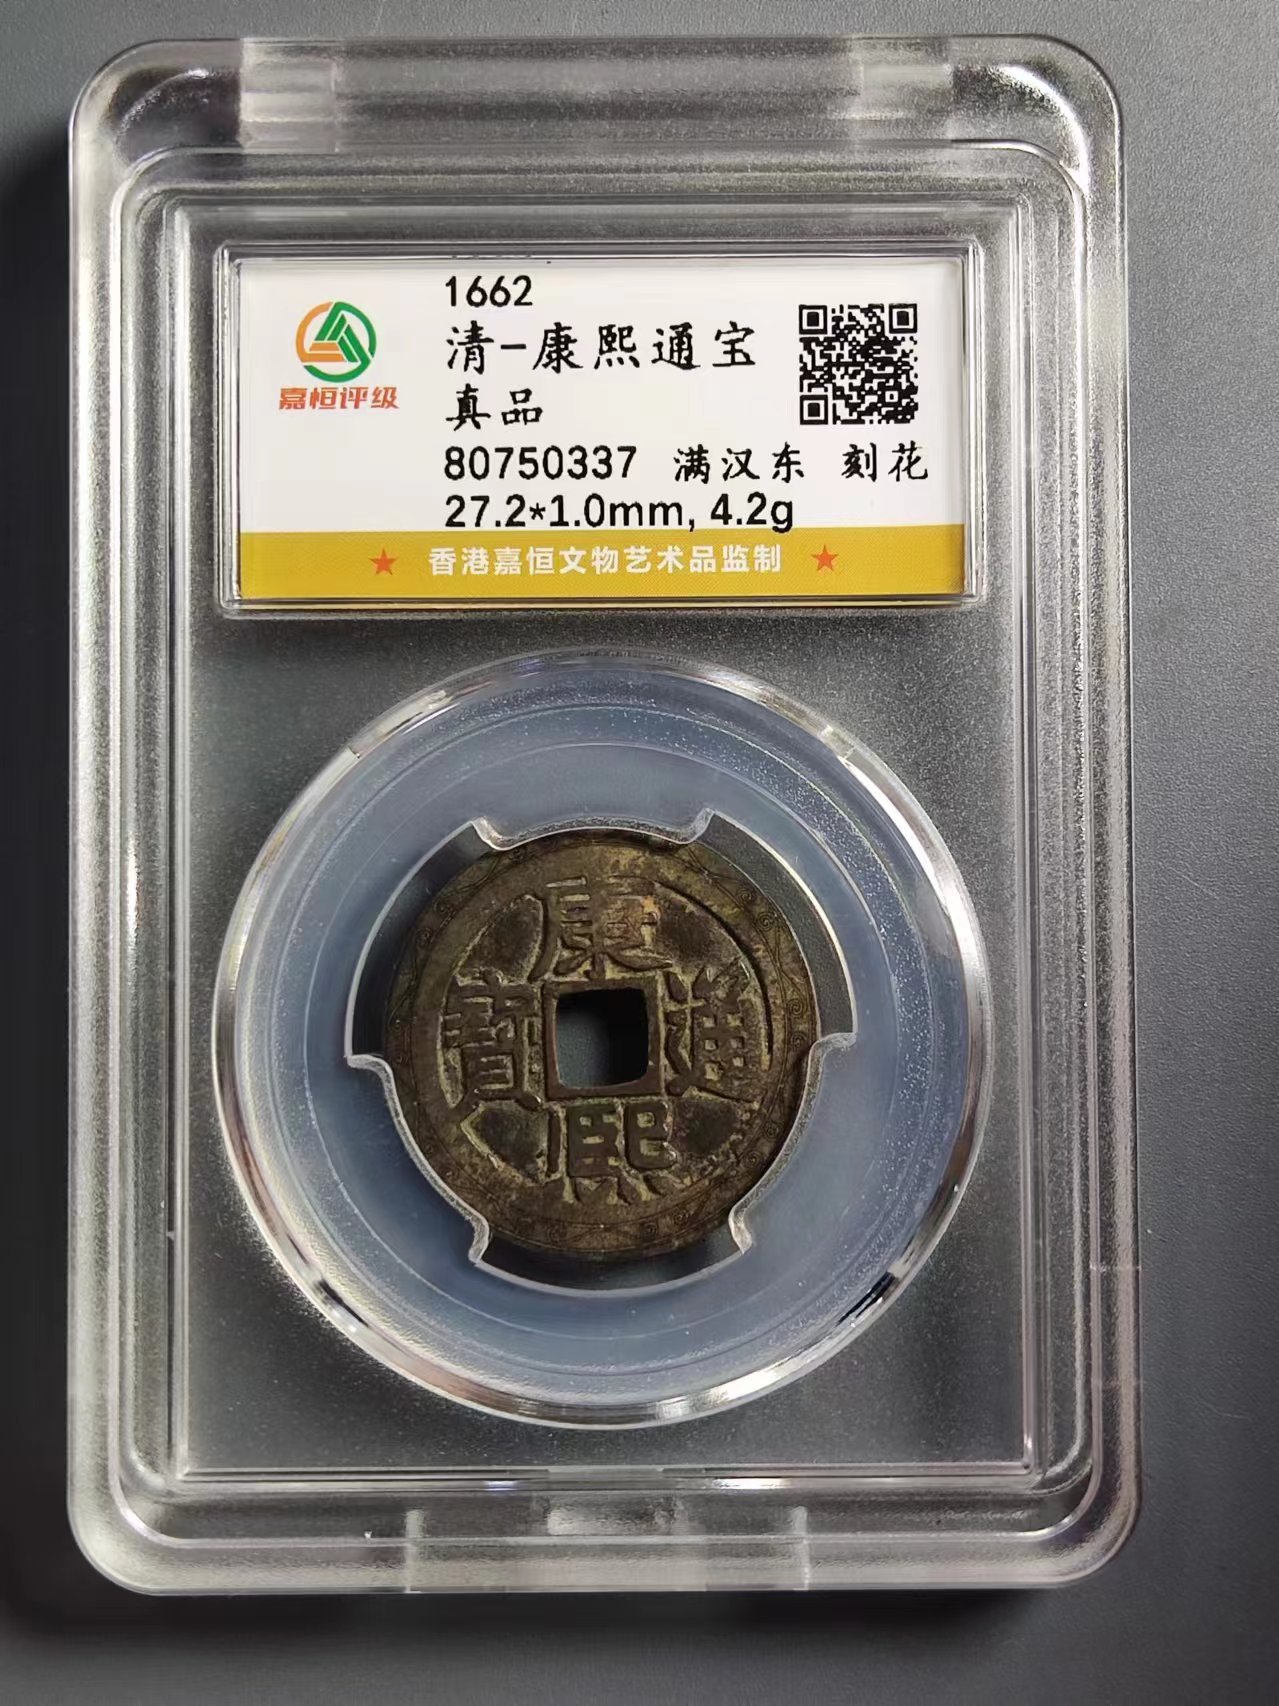 1662
清-康熙通宝
真品
嘉恒评级
80750337 满汉东 刻花
27.2*1.0mm, 4.2g
★ 香港嘉恒文物艺术品监制 ★
康熙通寶